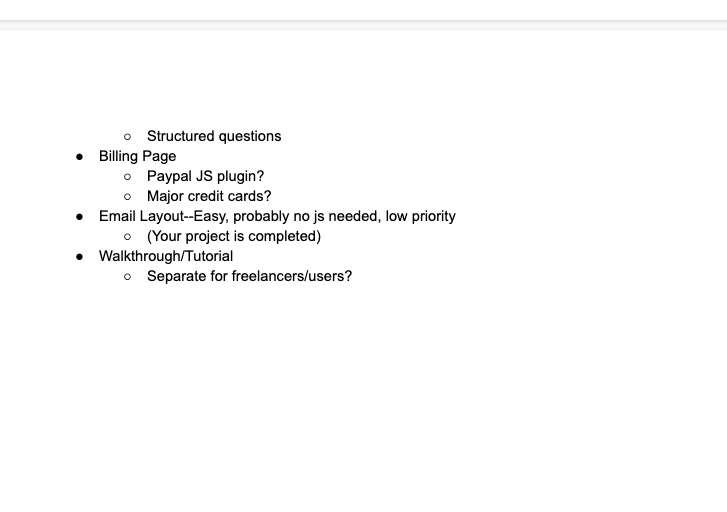 ○ Structured questions
● Billing Page
○ Paypal JS plugin?
○ Major credit cards?
● Email Layout--Easy, probably no js needed, low priority
○ (Your project is completed)
● Walkthrough/Tutorial
○ Separate for freelancers/users?